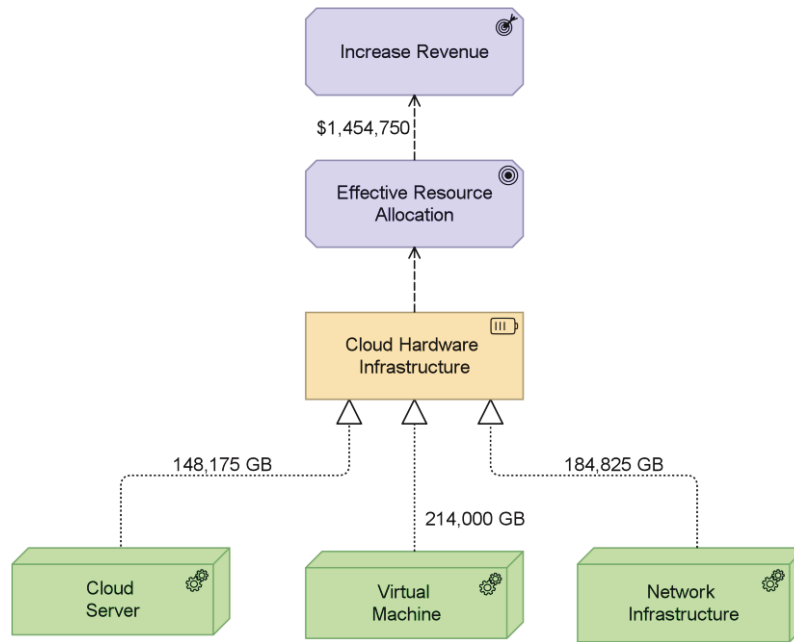 Increase Revenue
$1,454,750
Effective Resource
Allocation
Cloud Hardware
Infrastructure
148,175 GB
184,825 GB
214,000 GB
Cloud
Server
Virtual
Machine
Network
Infrastructure